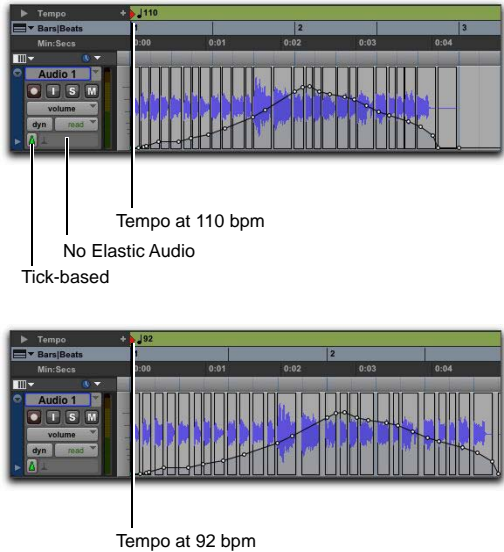 Tempo + 110
Bars|Beats 1 2 3
Min:Secs 0:00 0:01 0:02 0:03 0:04
Audio 1
I S M
volume
dyn read
Tempo at 110 bpm
No Elastic Audio
Tick-based
Tempo + 92
Bars|Beats 1 2
Min:Secs 0:00 0:01 0:02 0:03 0:04
Audio 1
I S M
volume
dyn read
Tempo at 92 bpm